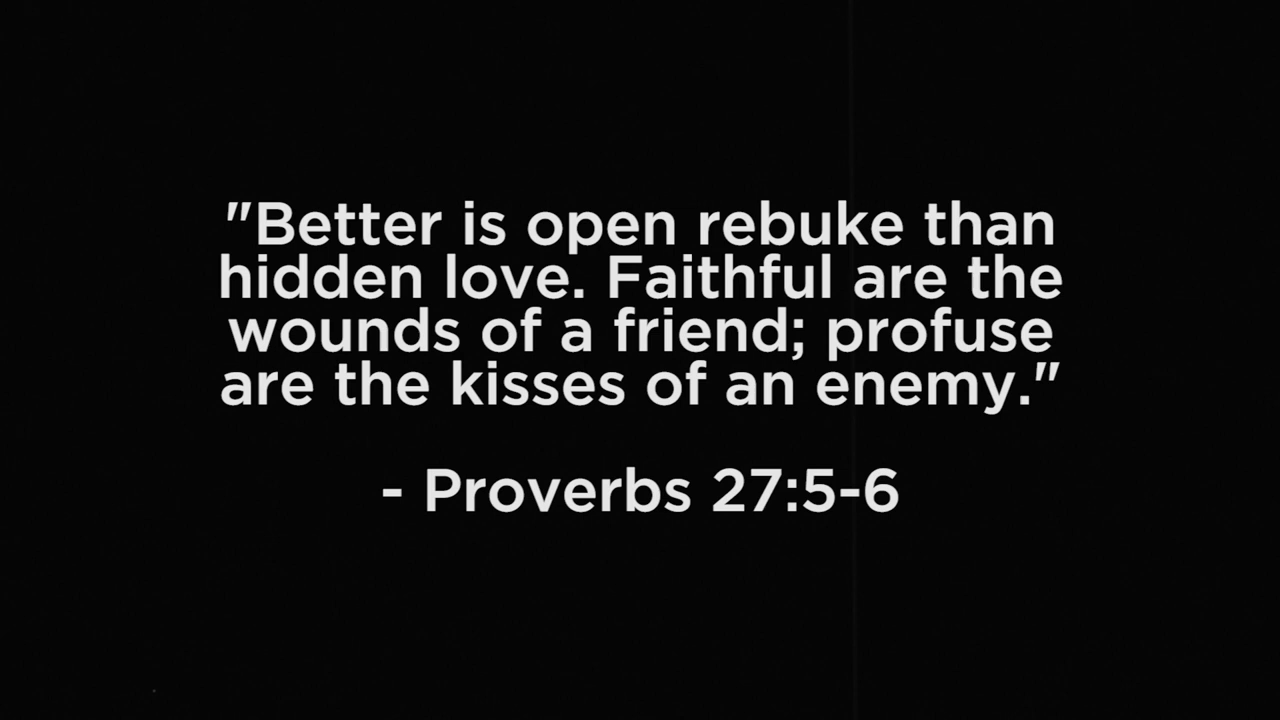 "Better is open rebuke than
hidden love. Faithful are the
wounds of a friend; profuse
are the kisses of an enemy."
- Proverbs 27:5-6